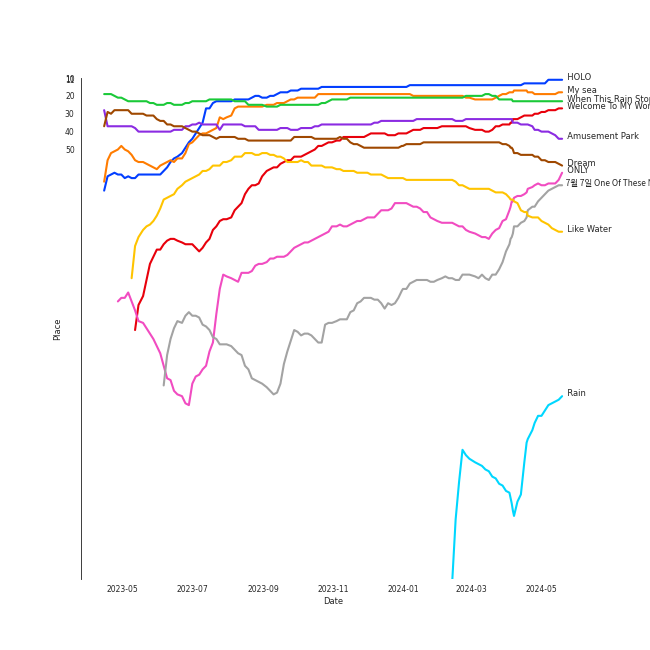 10
20
30
40
50
Place
HOLO
My sea
When This Rain Stop
Welcome To MY Wor
Amusement Park
Dream
ONLY
7월 7일 One Of These N
Like Water
Rain
2023-05
2023-07
2023-09
2023-11
2024-01
2024-03
2024-05
Date